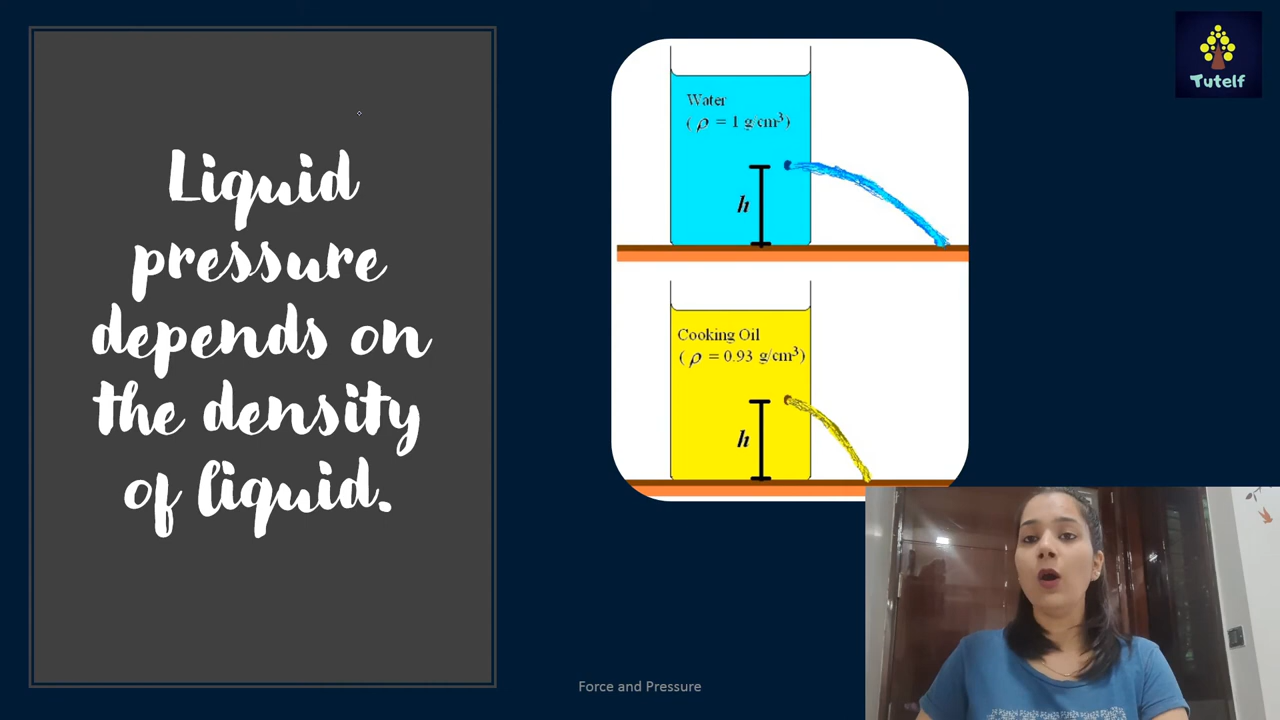 Liquid
pressure
depends on
the density
of liquid.
Water
( ρ = 1 g/cm³)
h
Cooking Oil
( ρ = 0.93 g/cm³)
h
Tutelf
Force and Pressure